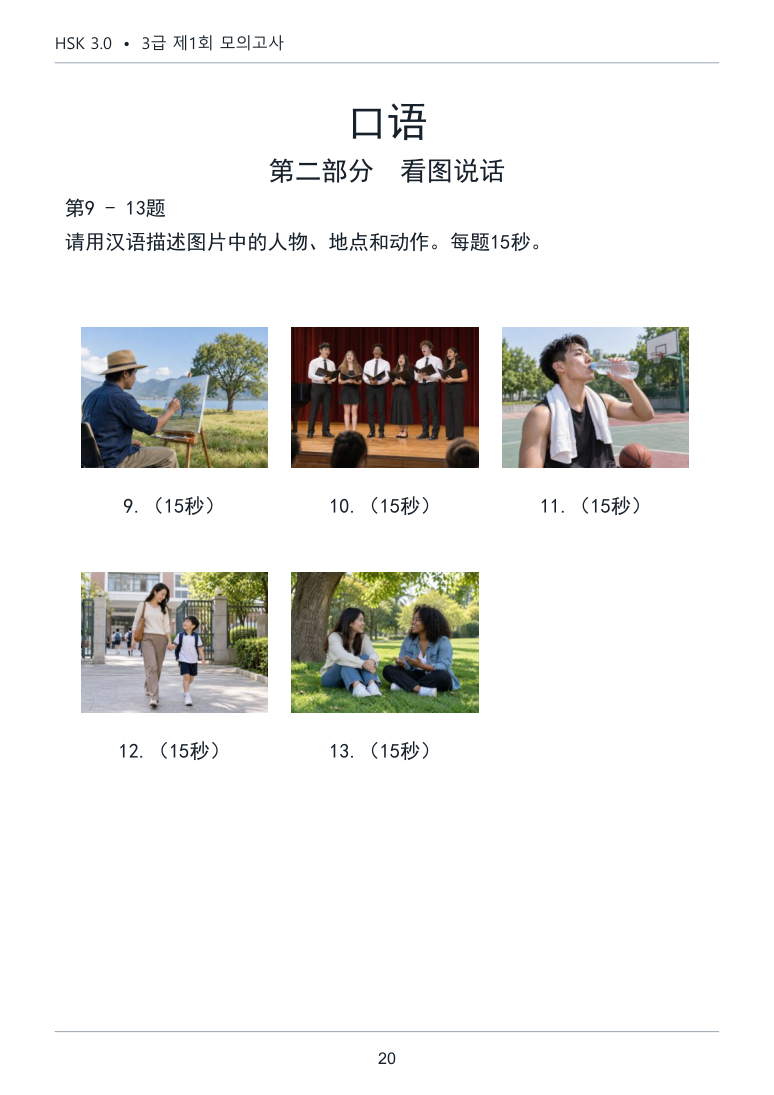 HSK 3.0 • 3급 제1회 모의고사
口语
第二部分　看图说话
第9 － 13题
请用汉语描述图片中的人物、地点和动作。每题15秒。
9.（15秒）
10.（15秒）
11.（15秒）
12.（15秒）
13.（15秒）
20